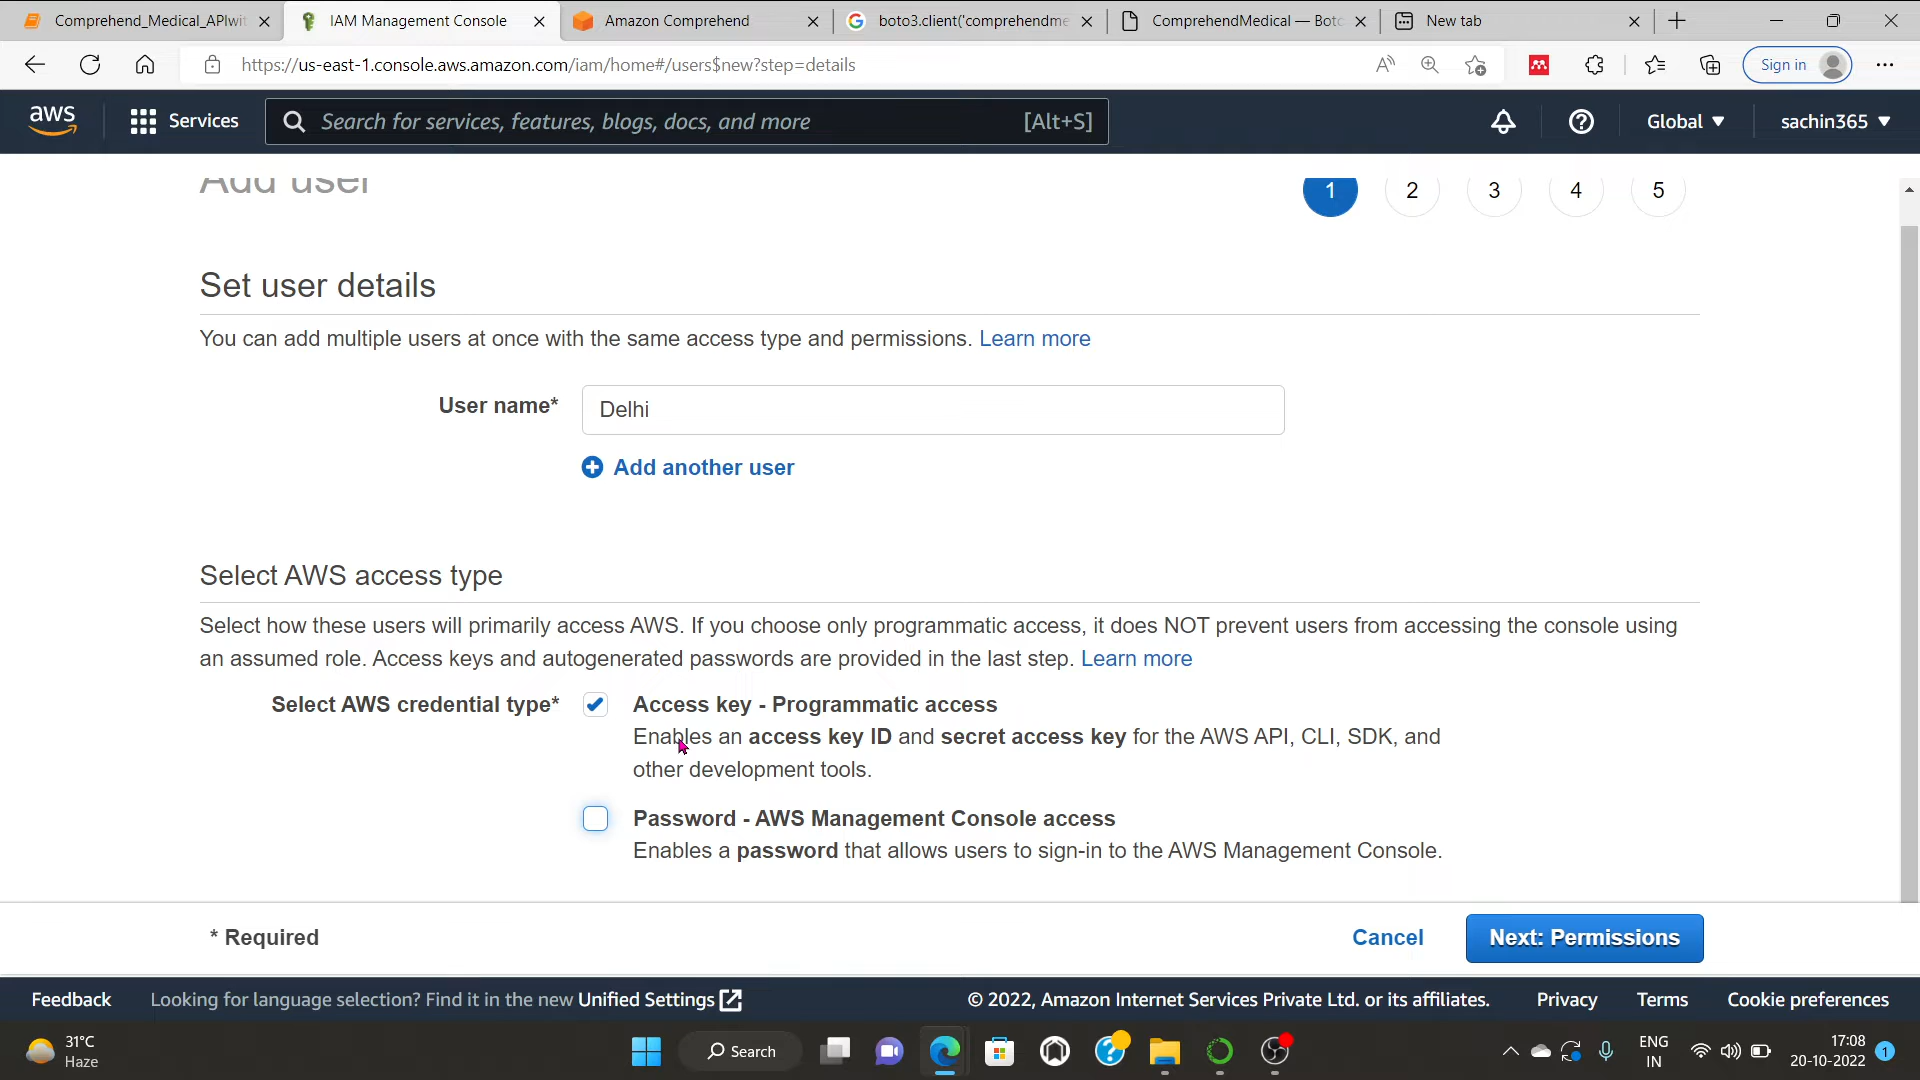 Comprehend_Medical_APIwit
IAM Management Console
Amazon Comprehend
boto3.client('comprehendme
ComprehendMedical — Boto
New tab
https://us-east-1.console.aws.amazon.com/iam/home#/users$new?step=details
Sign in
aws
Services
Search for services, features, blogs, docs, and more
[Alt+S]
Global
sachin365
Add user
1
2
3
4
5
Set user details
You can add multiple users at once with the same access type and permissions. Learn more
User name*
Delhi
Add another user
Select AWS access type
Select how these users will primarily access AWS. If you choose only programmatic access, it does NOT prevent users from accessing the console using
an assumed role. Access keys and autogenerated passwords are provided in the last step. Learn more
Select AWS credential type*
Access key - Programmatic access
Enables an access key ID and secret access key for the AWS API, CLI, SDK, and
other development tools.
Password - AWS Management Console access
Enables a password that allows users to sign-in to the AWS Management Console.
* Required
Cancel
Next: Permissions
Feedback
Looking for language selection? Find it in the new Unified Settings
© 2022, Amazon Internet Services Private Ltd. or its affiliates.
Privacy
Terms
Cookie preferences
31°C
Haze
Search
ENG
IN
17:08
20-10-2022
1